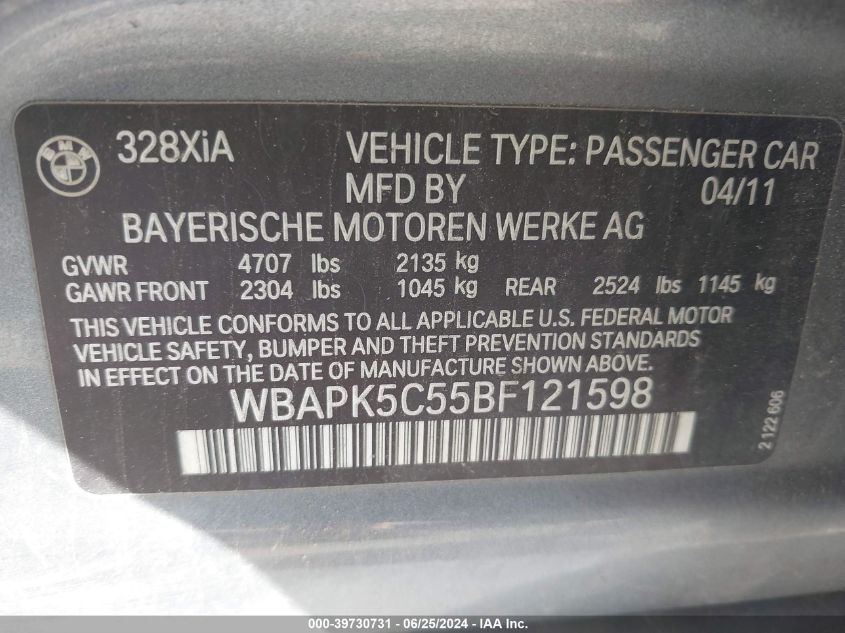 BMW 328XiA VEHICLE TYPE: PASSENGER CAR
MFD BY 04/11
BAYERISCHE MOTOREN WERKE AG
GVWR 4707 lbs 2135 kg
GAWR FRONT 2304 lbs 1045 kg REAR 2524 lbs 1145 kg
THIS VEHICLE CONFORMS TO ALL APPLICABLE U.S. FEDERAL MOTOR
VEHICLE SAFETY, BUMPER AND THEFT PREVENTION STANDARDS
IN EFFECT ON THE DATE OF MANUFACTURE SHOWN ABOVE.
WBAPK5C55BF121598
2 122 606
© - 39730731 - 06/25/2024 - IAA Inc.